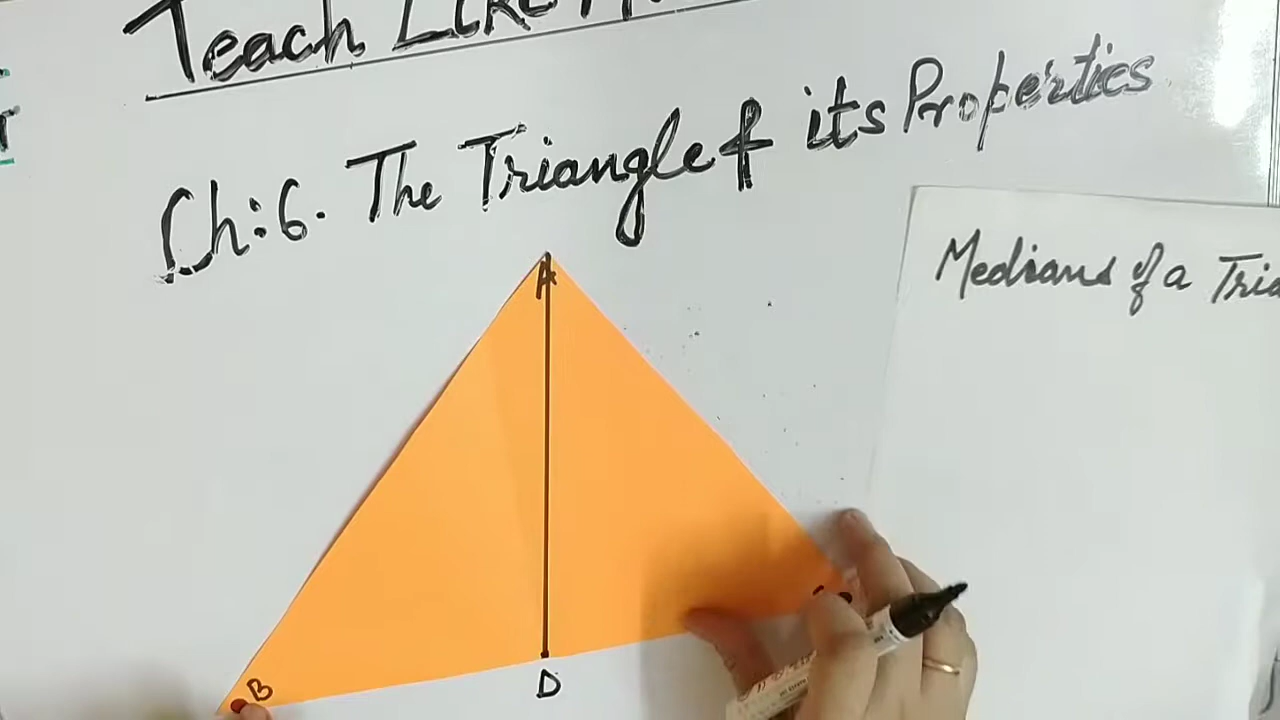 Teach
Ch:6. The Triangle & its Properties
Medians of a
A
B
D